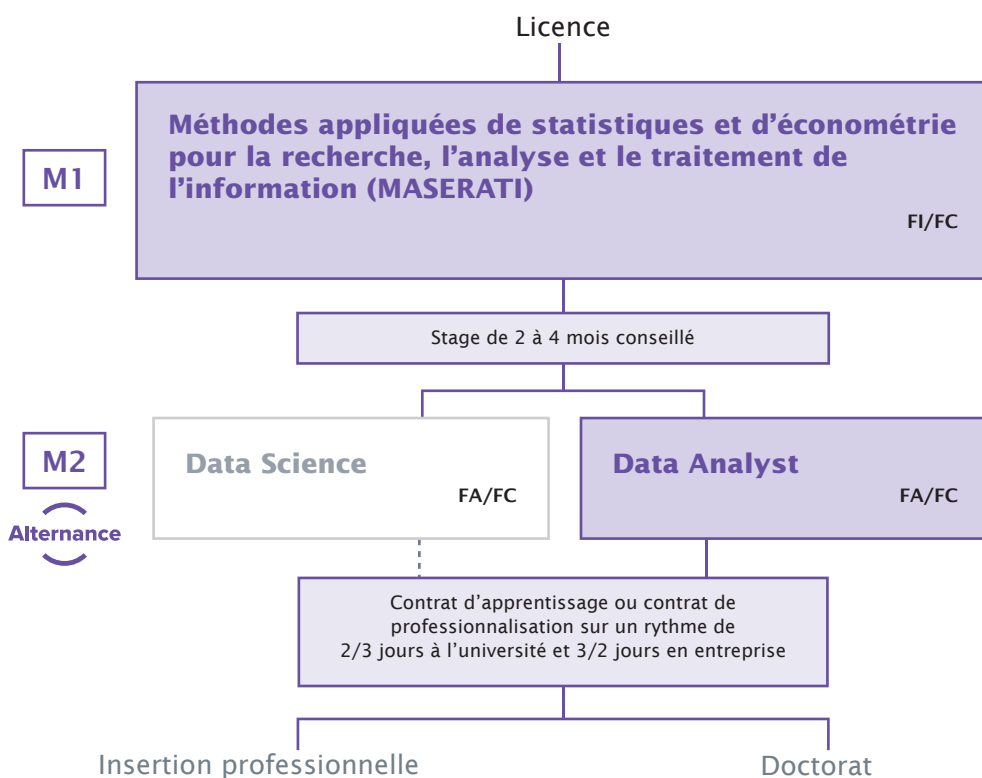 Licence
M1
Méthodes appliquées de statistiques et d'économétrie
pour la recherche, l'analyse et le traitement de
l'information (MASERATI)
FI/FC
Stage de 2 à 4 mois conseillé
M2
Alternance
Data Science
FA/FC
Data Analyst
FA/FC
Contrat d'apprentissage ou contrat de
professionnalisation sur un rythme de
2/3 jours à l'université et 3/2 jours en entreprise
Insertion professionnelle
Doctorat